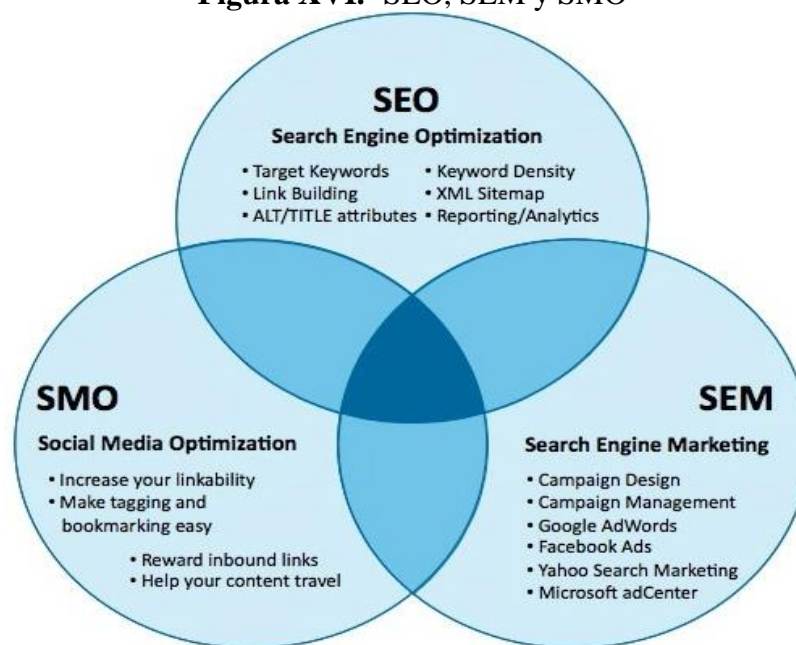 Figura XVI. SEO, SEM y SMO
SEO
Search Engine Optimization
• Target Keywords
• Link Building
• ALT/TITLE attributes
• Keyword Density
• XML Sitemap
• Reporting/Analytics
SMO
Social Media Optimization
• Increase your linkability
• Make tagging and
bookmarking easy
• Reward inbound links
• Help your content travel
SEM
Search Engine Marketing
• Campaign Design
• Campaign Management
• Google AdWords
• Facebook Ads
• Yahoo Search Marketing
• Microsoft adCenter